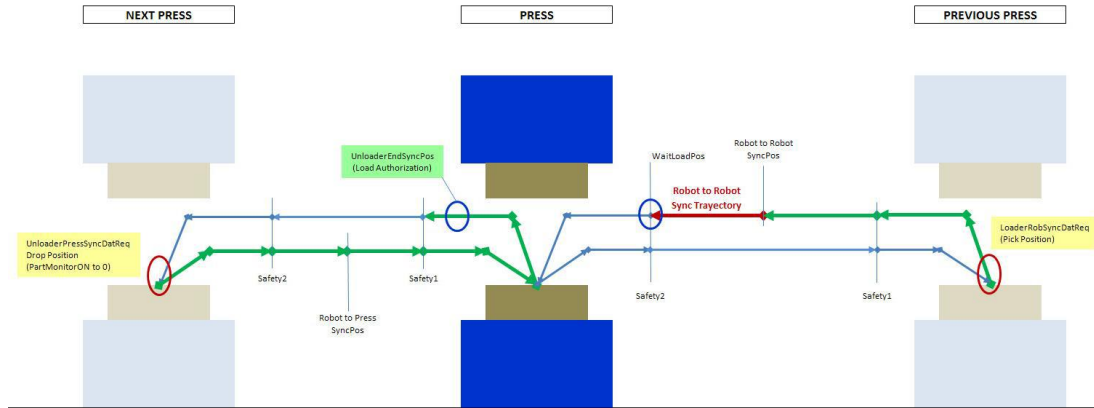 NEXT PRESS
PRESS
PREVIOUS PRESS
UnloaderEndSyncPos
(Load Authorization)
WaitLoadPos
Robot to Robot
SyncPos
Robot to Robot
Sync Trayectory
LoaderRobSyncDatReq
(Pick Position)
UnloaderPressSyncDatReq
Drop Position
(PartMonitorON to 0)
Safety2
Safety1
Robot to Press
SyncPos
Safety2
Safety1